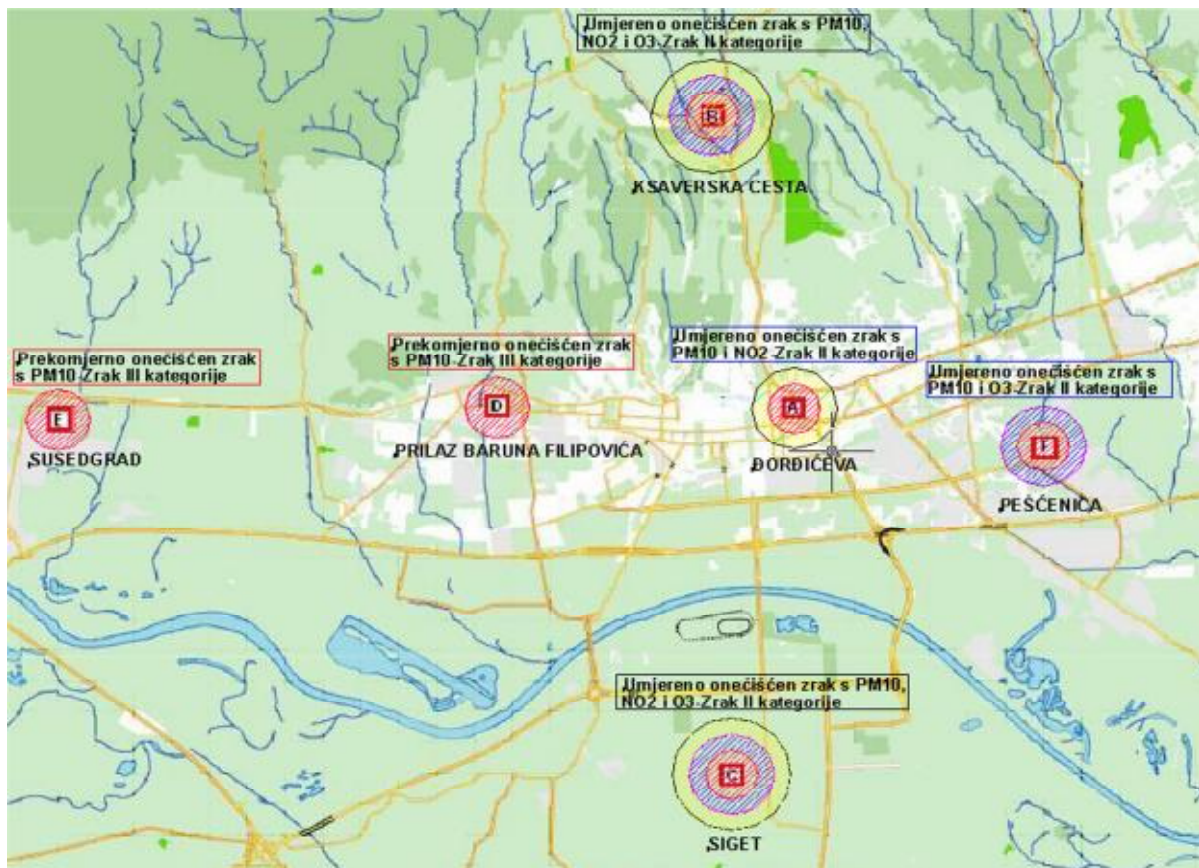 Umjereno onečišćen zrak s PM10,
NO2 i O3-Zrak II kategorije
B
KSAVERSKA CESTA
Prekomjerno onečišćen zrak
s PM10-Zrak III kategorije
E
SUSEDGRAD
Prekomjerno onečišćen zrak
s PM10-Zrak III kategorije
D
PRILAZ BARUNA FILIPOVIĆA
Umjereno onečišćen zrak s
PM10 i NO2-Zrak II kategorije
A
ĐORĐIĆEVA
Umjereno onečišćen zrak s
PM10 i O3-Zrak II kategorije
PEŠĆENICA
Umjereno onečišćen zrak s PM10,
NO2 i O3-Zrak II kategorije
C
SIGET